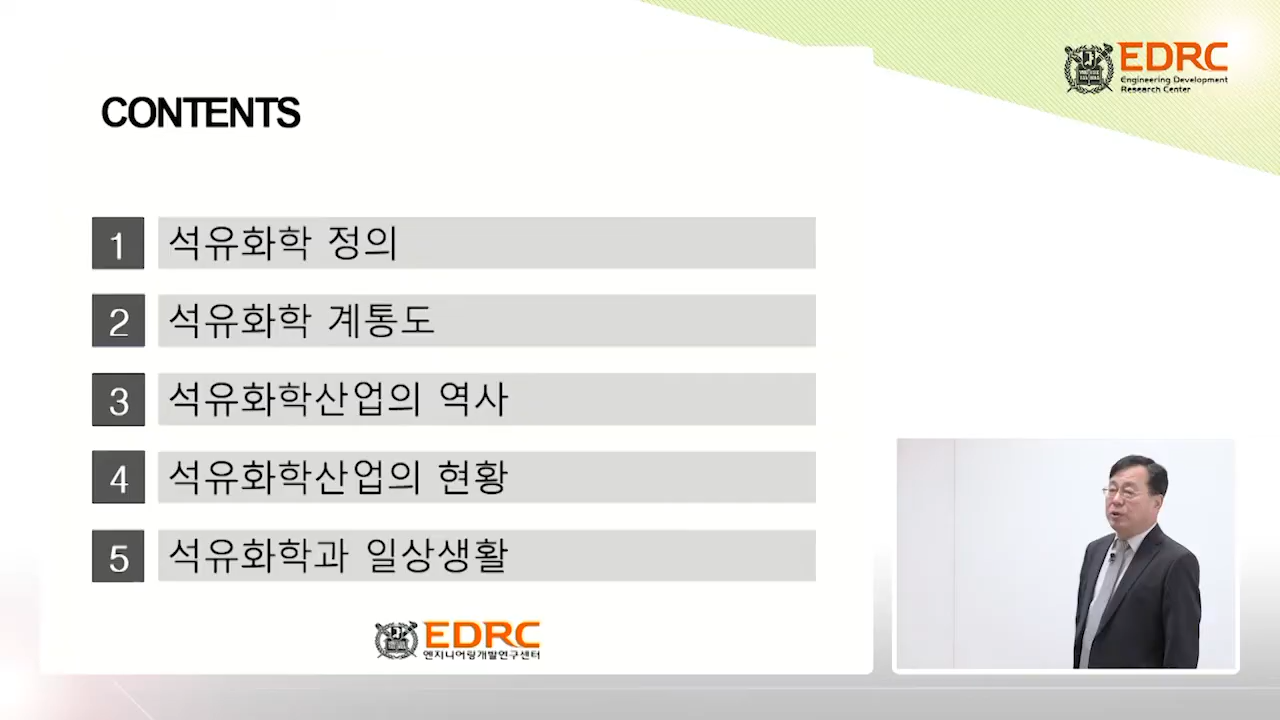 EDRC
Engineering Development
Research Center
CONTENTS
1 석유화학 정의
2 석유화학 계통도
3 석유화학산업의 역사
4 석유화학산업의 현황
5 석유화학과 일상생활
EDRC
엔지니어링개발연구센터